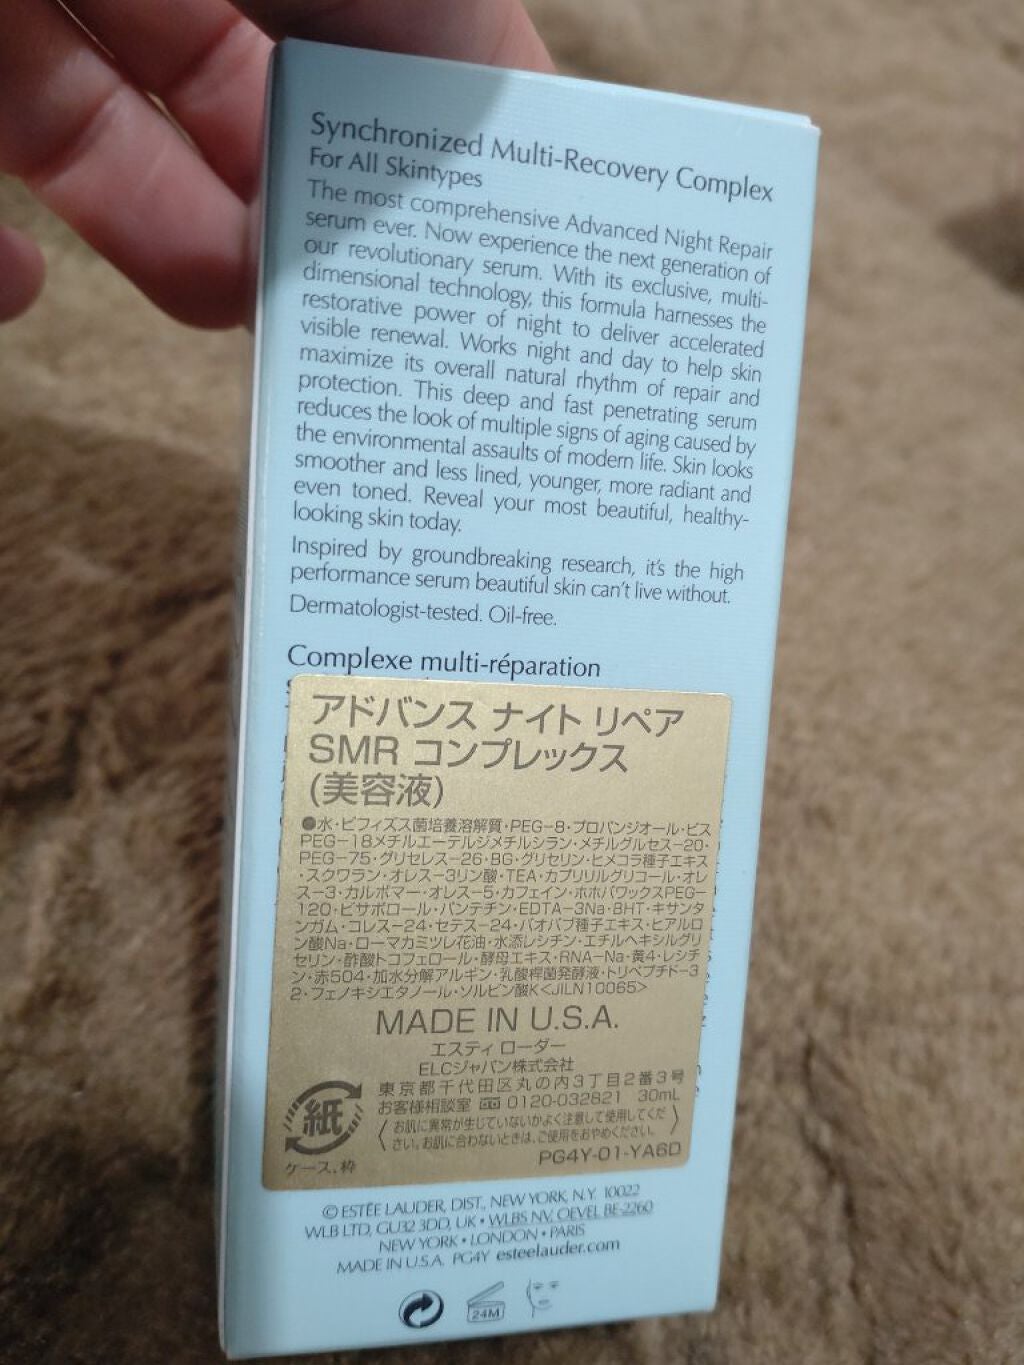 Synchronized Multi-Recovery Complex
For All Skintypes
The most comprehensive Advanced Night Repair
serum ever. Now experience the next generation of
our revolutionary serum. With its exclusive, multi-
dimensional technology, this formula harnesses the
restorative power of night to deliver accelerated
visible renewal. Works night and day to help skin
maximize its overall natural rhythm of repair and
protection. This deep and fast penetrating serum
reduces the look of multiple signs of aging caused by
the environmental assaults of modern life. Skin looks
smoother and less lined, younger, more radiant and
even toned. Reveal your most beautiful, healthy-
looking skin today.
Inspired by groundbreaking research, it's the high
performance serum beautiful skin can't live without.
Dermatologist-tested. Oil-free.
Complexe multi-réparation
アドバンス ナイト リペア
SMR コンプレックス
(美容液)
●水・ビフィズス菌培養溶解質・PEG-8・プロパンジオール・ビス
PEG-18メチルエーテルジメチルシラン・メチルグルセス-20・
PEG-75・グリセレス-26・BG・グリセリン・ヒメコラ種子エキス
・スクワラン・オレス-3リン酸・TEA・カプリリルグリコール・オレ
ス-3・カルボマー・オレス-5・カフェイン・ホホバワックスPEG-
120・ビサボロール・パンテチン・EDTA-3Na・BHT・キサンタ
ンガム・コレス-24・セテス-24・バオバブ種子エキス・ヒアルロ
ン酸Na・ローマカミツレ花油・水添レシチン・エチルヘキシルグリ
セリン・酢酸トコフェロール・酵母エキス・RNA-Na・黄4・レシチ
ン・赤504・加水分解アルギン・乳酸桿菌発酵液・トリペプチド-3
2・フェノキシエタノール・ソルビン酸K<JILN10065>
MADE IN U.S.A.
エスティ ローダー
ELCジャパン株式会社
東京都千代田区丸の内3丁目2番3号
お客様相談室 0120-032821 30mL
〈お肌に異常が生じていないかよく注意して使用してくだ
さい。お肌に合わないときは、ご使用をおやめください。〉
紙
ケース、枠
PG4Y-01-YA6D
© ESTÉE LAUDER, DIST., NEW YORK, N.Y. 10022
WLB LTD, GU32 3DD, UK • WLBS NV. OEVEL BE-2260
NEW YORK • LONDON • PARIS
MADE IN U.S.A. PG4Y esteelauder.com
24M